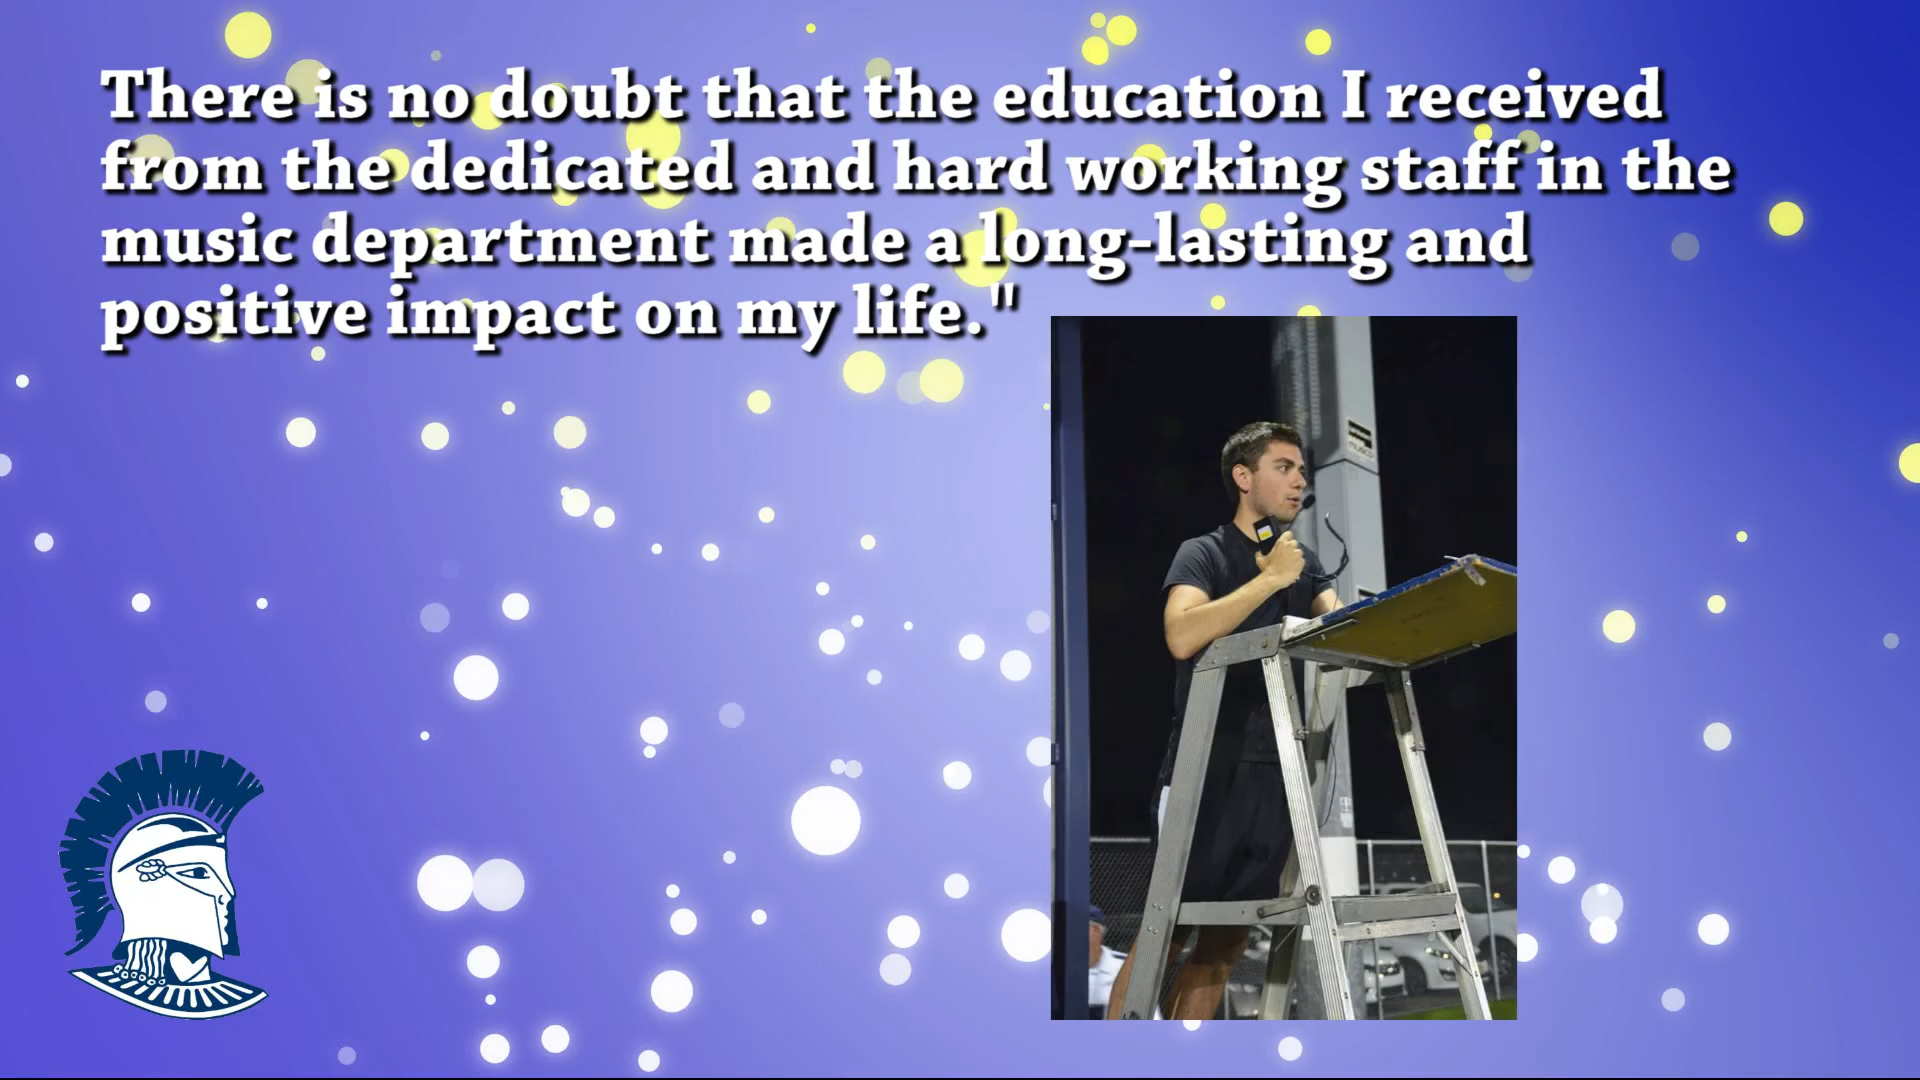 There is no doubt that the education I received
from the dedicated and hard working staff in the
music department made a long-lasting and
positive impact on my life."